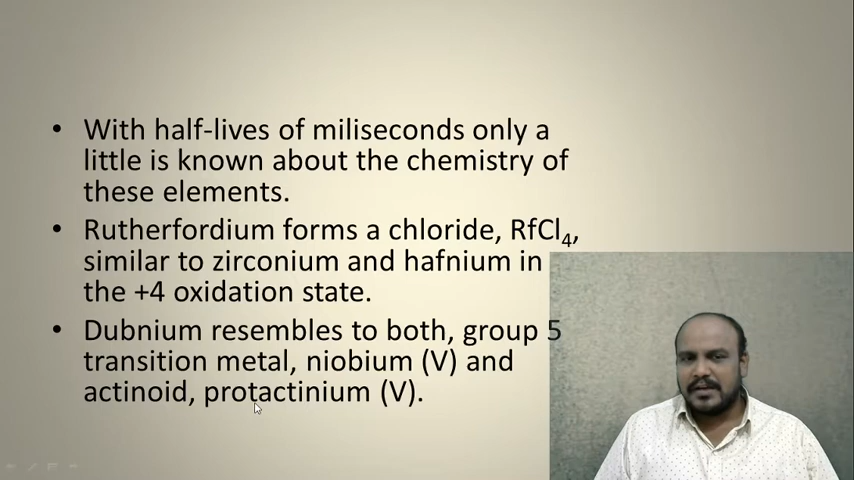 • With half-lives of miliseconds only a
little is known about the chemistry of
these elements.
• Rutherfordium forms a chloride, RfCl₄,
similar to zirconium and hafnium in
the +4 oxidation state.
• Dubnium resembles to both, group 5
transition metal, niobium (V) and
actinoid, protactinium (V).